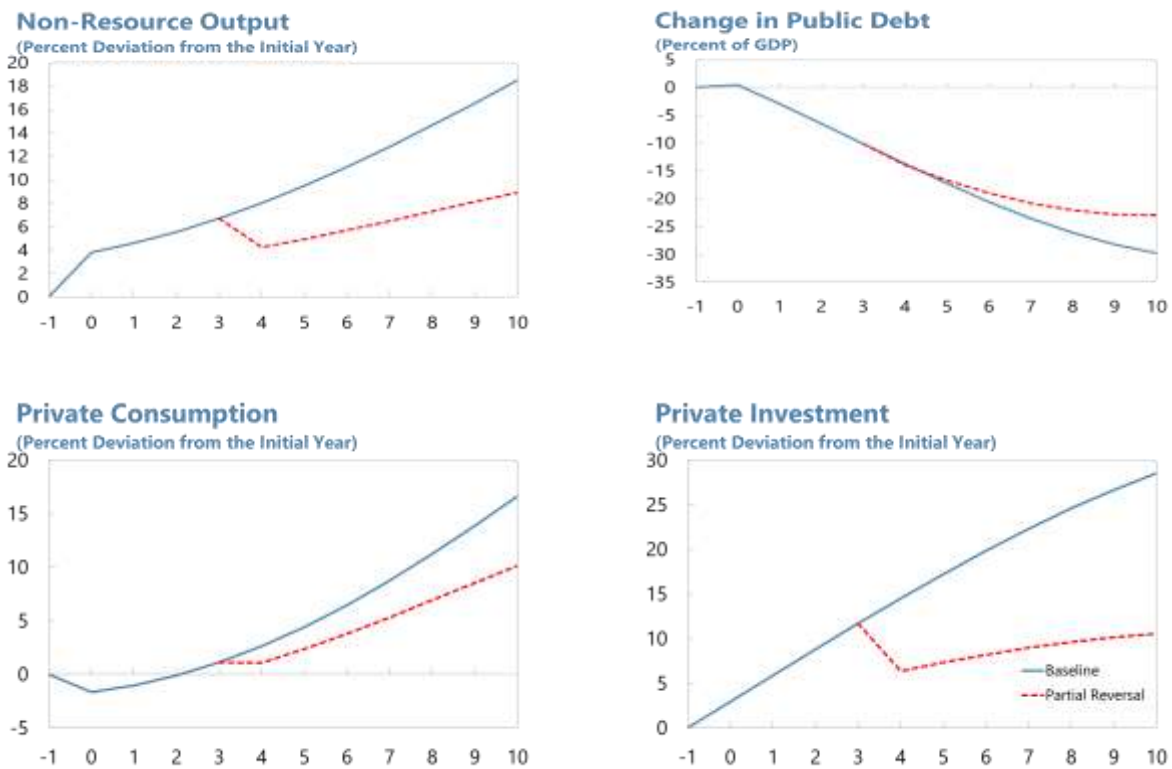 Non-Resource Output
(Percent Deviation from the Initial Year)
20
18
16
14
12
10
8
6
4
2
0
-1 0 1 2 3 4 5 6 7 8 9 10
Change in Public Debt
(Percent of GDP)
5
0
-5
-10
-15
-20
-25
-30
-35
-1 0 1 2 3 4 5 6 7 8 9 10
Private Consumption
(Percent Deviation from the Initial Year)
20
15
10
5
0
-5
-1 0 1 2 3 4 5 6 7 8 9 10
Private Investment
(Percent Deviation from the Initial Year)
30
25
20
15
10
5
0
Baseline
Partial Reversal
-1 0 1 2 3 4 5 6 7 8 9 10